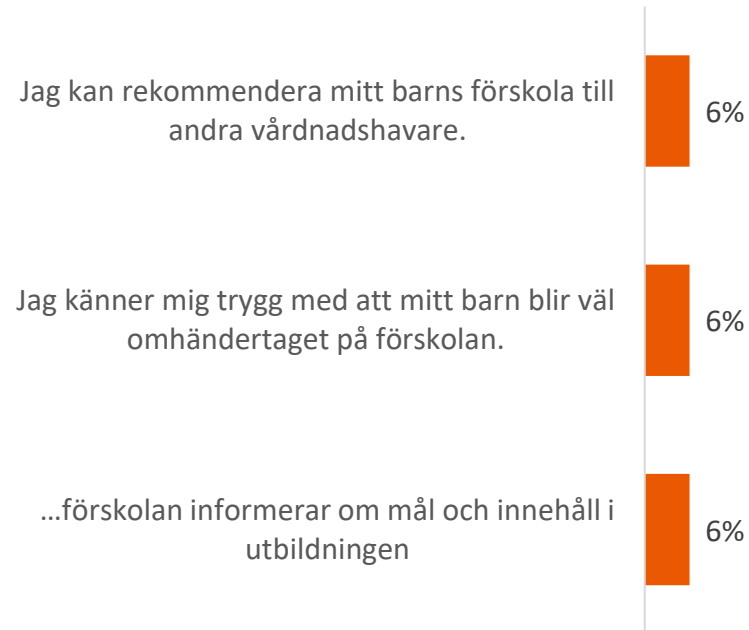 Jag kan rekommendera mitt barns förskola till
andra vårdnadshavare.
6%
Jag känner mig trygg med att mitt barn blir väl
omhändertaget på förskolan.
6%
...förskolan informerar om mål och innehåll i
utbildningen
6%